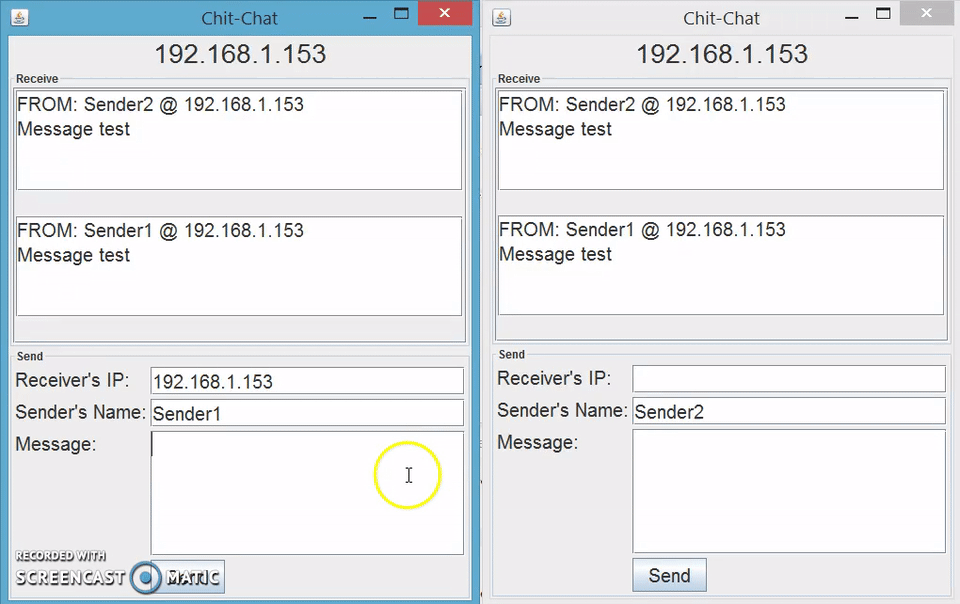 Chit-Chat
192.168.1.153
Receive
FROM: Sender2 @ 192.168.1.153
Message test
FROM: Sender1 @ 192.168.1.153
Message test
Send
Receiver's IP: 192.168.1.153
Sender's Name: Sender1
Message:
RECORDED WITH
SCREENCAST MATIC
Send
Chit-Chat
192.168.1.153
Receive
FROM: Sender2 @ 192.168.1.153
Message test
FROM: Sender1 @ 192.168.1.153
Message test
Send
Receiver's IP:
Sender's Name: Sender2
Message:
Send